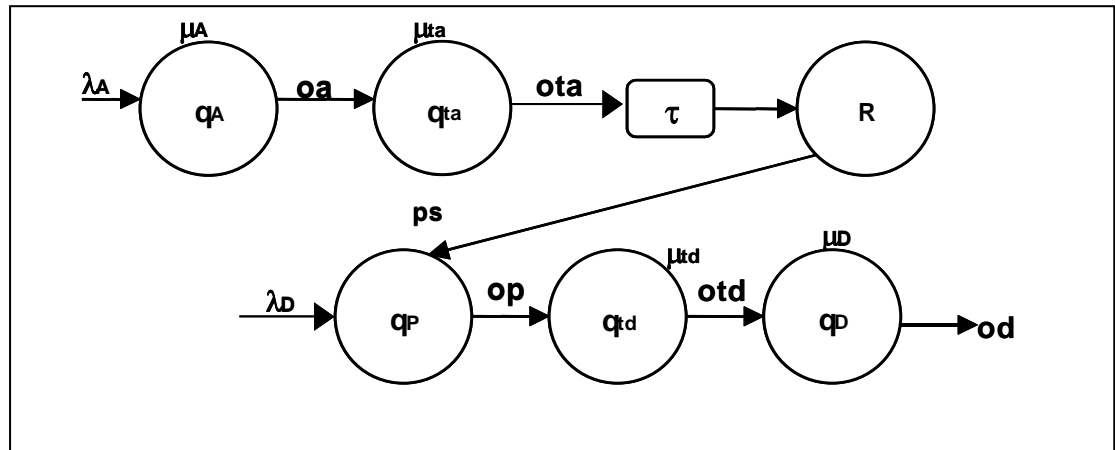 μA μta
λA qA oa qta ota τ R
ps
λD qP op qtd μtd otd qD μD od